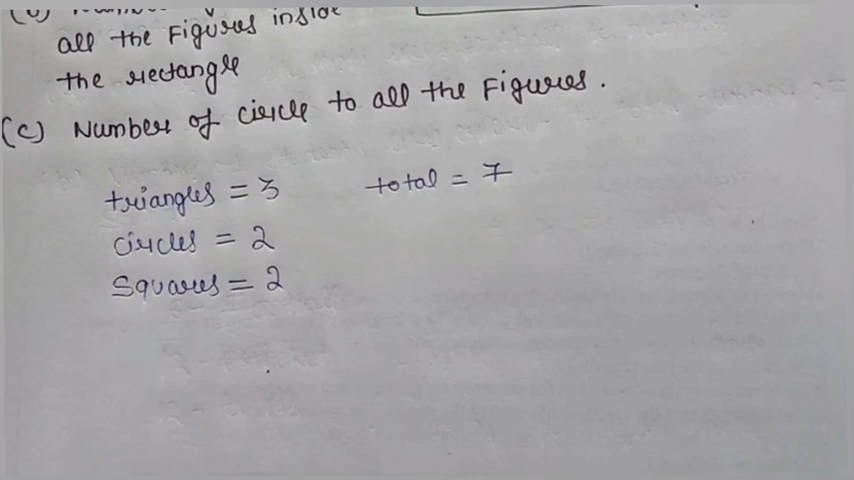 all the Figures inside
the rectangle
(c) Number of circle to all the Figures.
triangles = 3 total = 7
circles = 2
Squares = 2